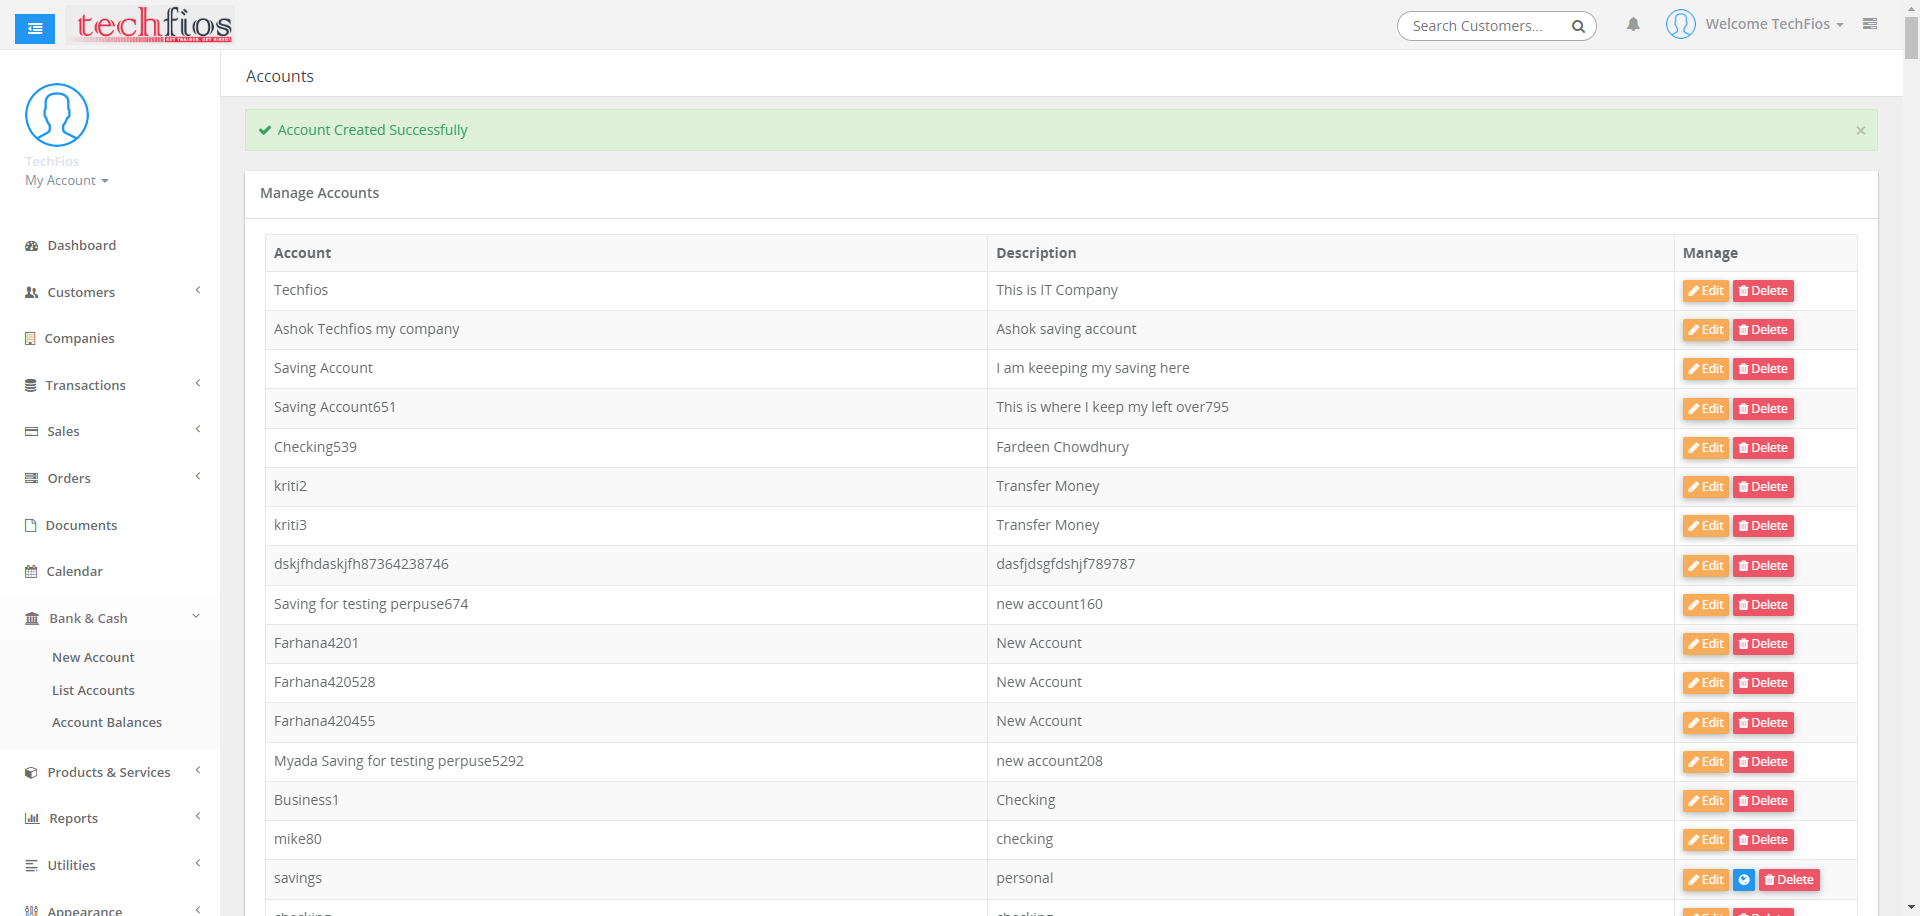 techfios
Search Customers...
Welcome TechFios
TechFios
My Account
Dashboard
Customers
Companies
Transactions
Sales
Orders
Documents
Calendar
Bank & Cash
New Account
List Accounts
Account Balances
Products & Services
Reports
Utilities
Appearance
Accounts
Account Created Successfully
×
Manage Accounts
Account Description Manage
Techfios This is IT Company Edit Delete
Ashok Techfios my company Ashok saving account Edit Delete
Saving Account I am keeeping my saving here Edit Delete
Saving Account651 This is where I keep my left over795 Edit Delete
Checking539 Fardeen Chowdhury Edit Delete
kriti2 Transfer Money Edit Delete
kriti3 Transfer Money Edit Delete
dskjfhdaskjfh87364238746 dasfjdsgfdshjf789787 Edit Delete
Saving for testing perpuse674 new account160 Edit Delete
Farhana4201 New Account Edit Delete
Farhana420528 New Account Edit Delete
Farhana420455 New Account Edit Delete
Myada Saving for testing perpuse5292 new account208 Edit Delete
Business1 Checking Edit Delete
mike80 checking Edit Delete
savings personal Edit Delete